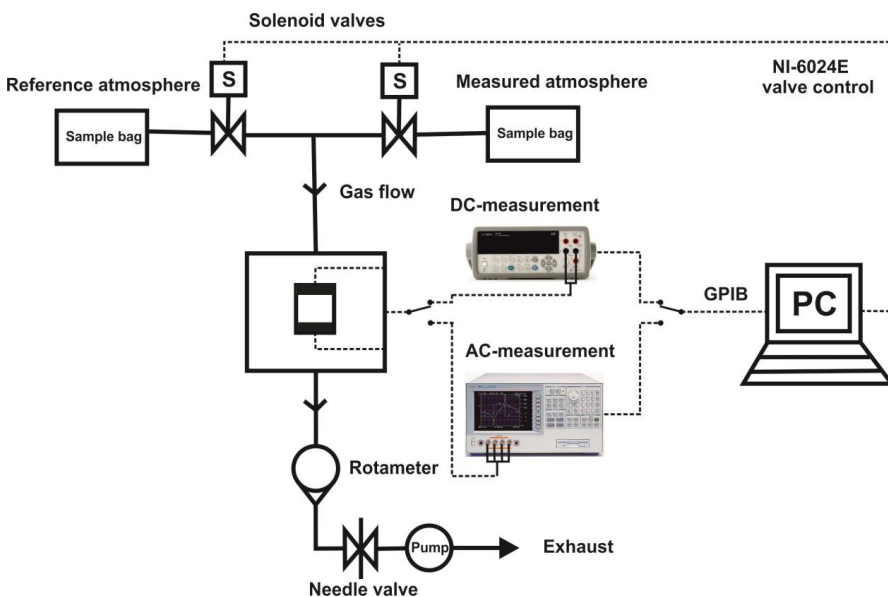 Solenoid valves
S
S
NI-6024E
valve control
Reference atmosphere
Measured atmosphere
Sample bag
Sample bag
Gas flow
DC-measurement
GPIB
PC
AC-measurement
Rotameter
Pump
Exhaust
Needle valve